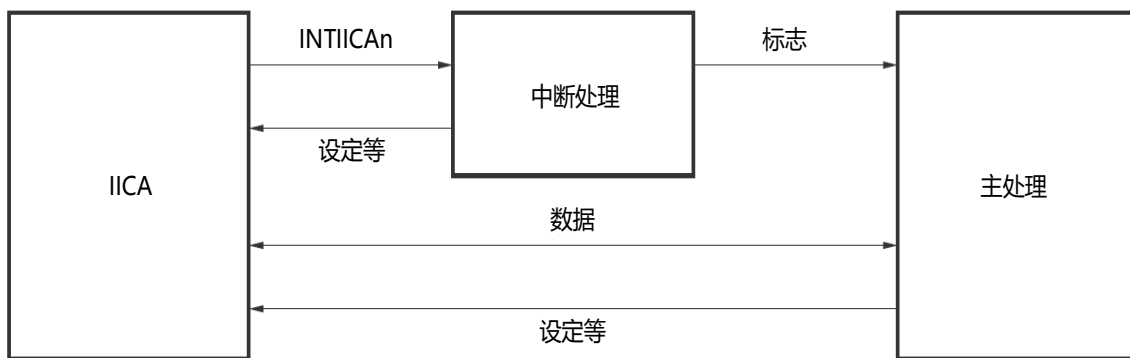 INTIICAn
标志
中断处理
设定等
IICA
主处理
数据
设定等